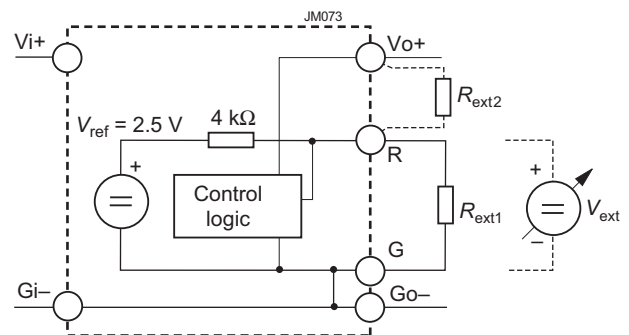 JM073
Vi+
Vo+
Rext2
Vref = 2.5 V
4 kΩ
R
+
+
Control
logic
Rext1
Vext
–
G
Gi–
Go–